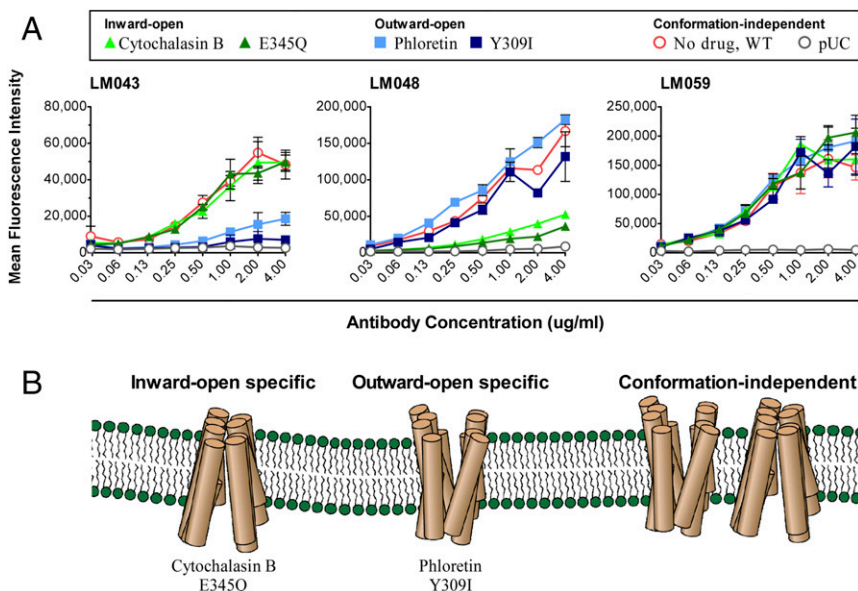 A
Inward-open Outward-open Conformation-independent
Cytochalasin B E345Q Phloretin Y309I No drug, WT pUC
LM043 LM048 LM059
Mean Fluorescence Intensity
80,000
60,000
40,000
20,000
0
0.03 0.06 0.13 0.25 0.50 1.00 2.00 4.00
200,000
150,000
100,000
50,000
0
0.03 0.06 0.13 0.25 0.50 1.00 2.00 4.00
250,000
200,000
150,000
100,000
50,000
0
0.03 0.06 0.13 0.25 0.50 1.00 2.00 4.00
Antibody Concentration (ug/ml)
B
Inward-open specific Outward-open specific Conformation-independent
Cytochalasin B Phloretin
E345Q Y309I